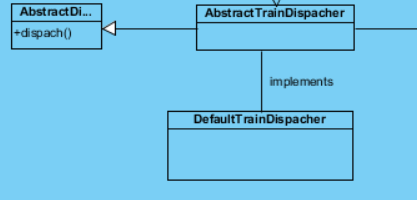 AbstractDi...
+dispach()
AbstractTrainDispacher
implements
DefaultTrainDispacher